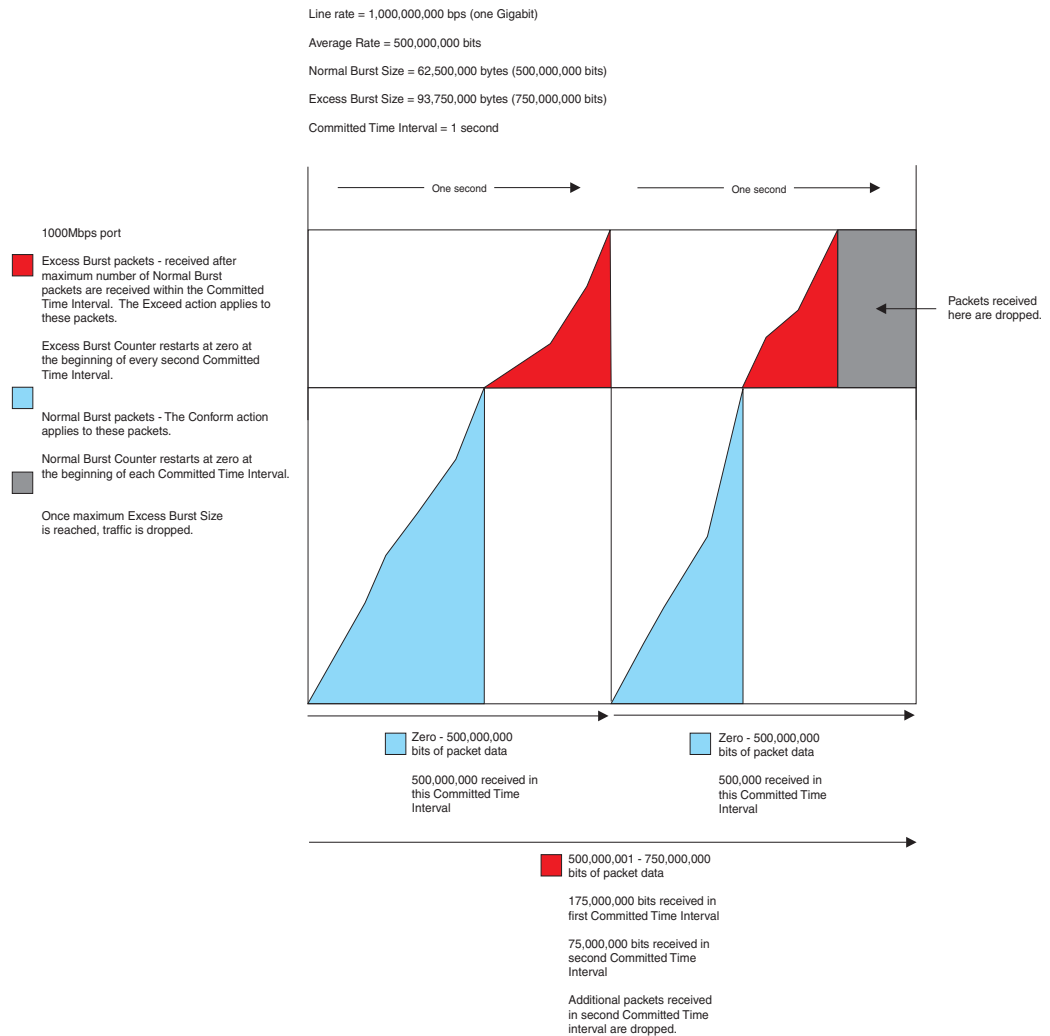 Line rate = 1,000,000,000 bps (one Gigabit)
Average Rate = 500,000,000 bits
Normal Burst Size = 62,500,000 bytes (500,000,000 bits)
Excess Burst Size = 93,750,000 bytes (750,000,000 bits)
Committed Time Interval = 1 second
One second
One second
1000Mbps port
Excess Burst packets - received after
maximum number of Normal Burst
packets are received within the Committed
Time Interval.  The Exceed action applies to
these packets.
Excess Burst Counter restarts at zero at
the beginning of every second Committed
Time Interval.
Normal Burst packets - The Conform action
applies to these packets.
Normal Burst Counter restarts at zero at
the beginning of each Committed Time Interval.
Once maximum Excess Burst Size
is reached, traffic is dropped.
Packets received
here are dropped.
Zero - 500,000,000
bits of packet data
500,000,000 received in
this Committed Time
Interval
Zero - 500,000,000
bits of packet data
500,000 received in
this Committed Time
Interval
500,000,001 - 750,000,000
bits of packet data
175,000,000 bits received in
first Committed Time Interval
75,000,000 bits received in
second Committed Time
Interval
Additional packets received
in second Committed Time
interval are dropped.